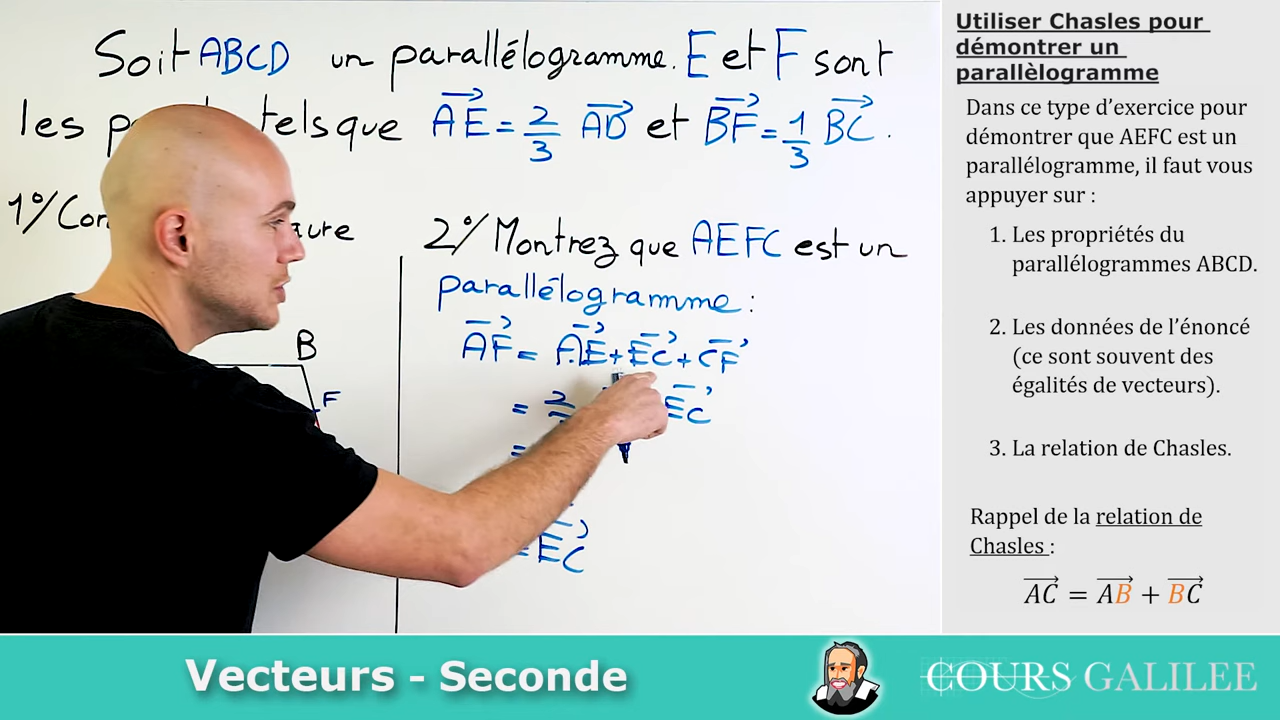 Soit ABCD un parallélogramme. E et F sont
les telsque AE = 2/3 AD et BF = 1/3 BC.
1°/
2°/ Montrez que AEFC est un
parallélogramme :
AF = AE + EC + CF
= 2 EC
=
= EC
B
F
Utiliser Chasles pour
démontrer un
parallèlogramme
Dans ce type d'exercice pour
démontrer que AEFC est un
parallélogramme, il faut vous
appuyer sur :
1. Les propriétés du
parallélogrammes ABCD.
2. Les données de l'énoncé
(ce sont souvent des
égalités de vecteurs).
3. La relation de Chasles.
Rappel de la relation de
Chasles :
AC = AB + BC
Vecteurs - Seconde
COURS GALILEE